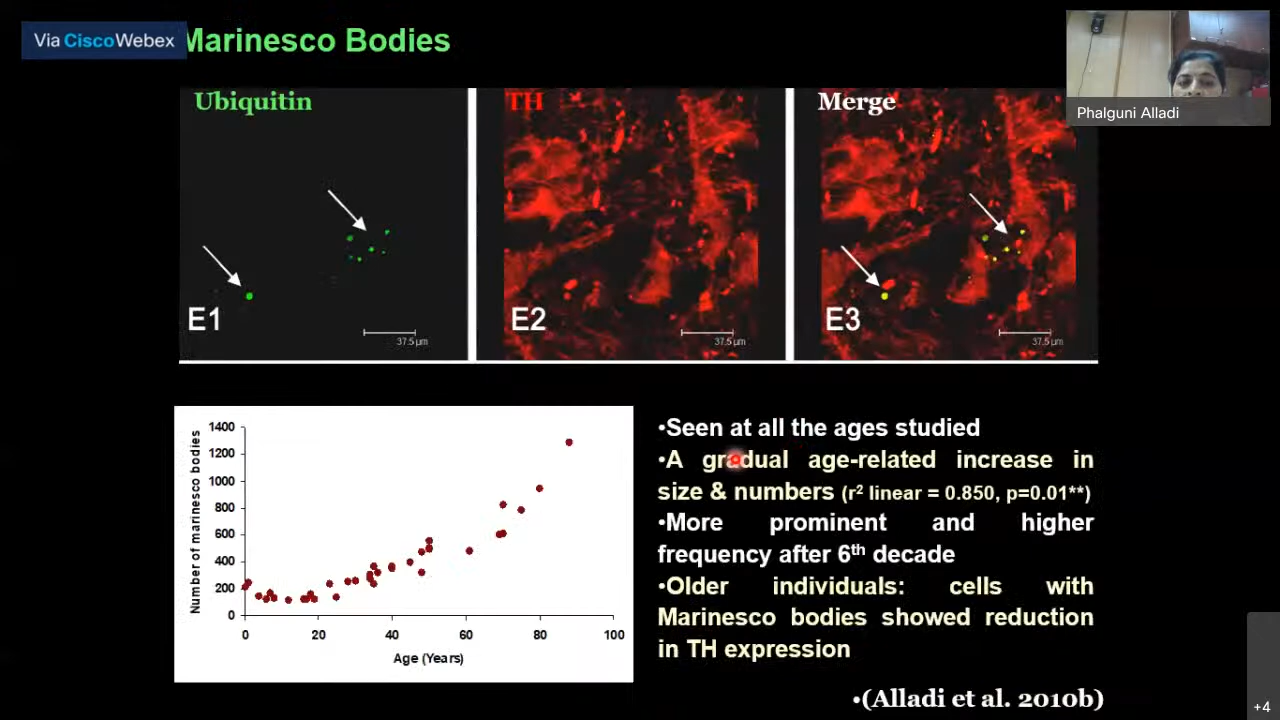 Via CiscoWebex
Marinesco Bodies
Phalguni Alladi
Ubiquitin
TH
Merge
E1
37.5 µm
E2
37.5 µm
E3
37.5 µm
Number of marinesco bodies
1400
1200
1000
800
600
400
200
0
0 20 40 60 80 100
Age (Years)
•Seen at all the ages studied
•A gradual age-related increase in
size & numbers (r² linear = 0.850, p=0.01**)
•More prominent and higher
frequency after 6th decade
•Older individuals: cells with
Marinesco bodies showed reduction
in TH expression
•(Alladi et al. 2010b)
+4